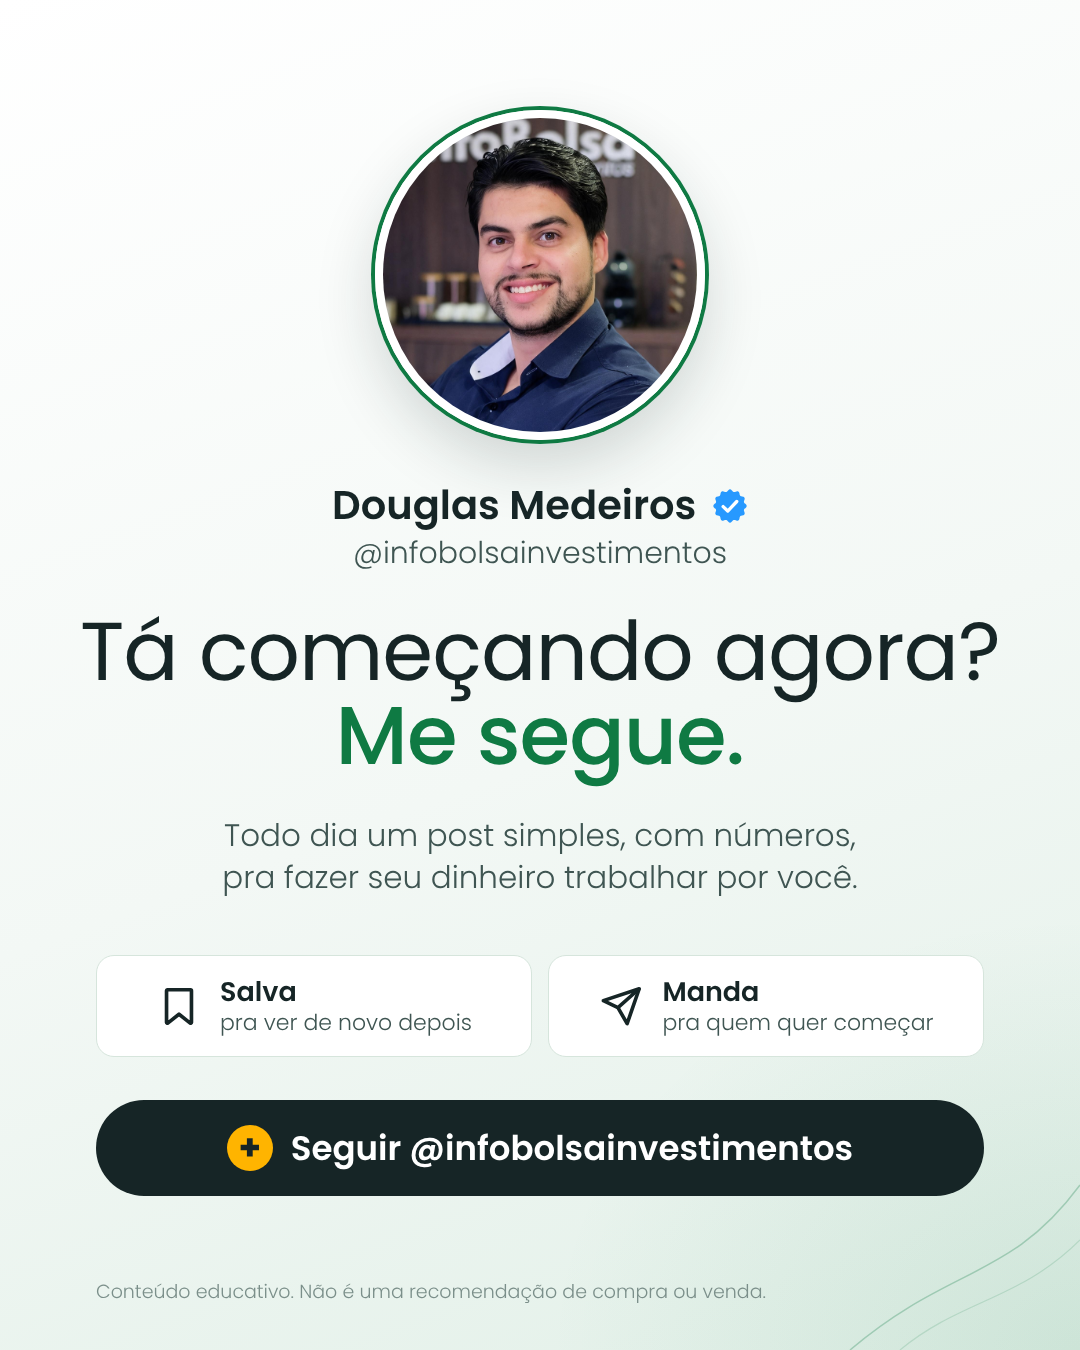 Douglas Medeiros
@infobolsainvestimentos
Tá começando agora?
Me segue.
Todo dia um post simples, com números,
pra fazer seu dinheiro trabalhar por você.
Salva
pra ver de novo depois
Manda
pra quem quer começar
Seguir @infobolsainvestimentos
Conteúdo educativo. Não é uma recomendação de compra ou venda.